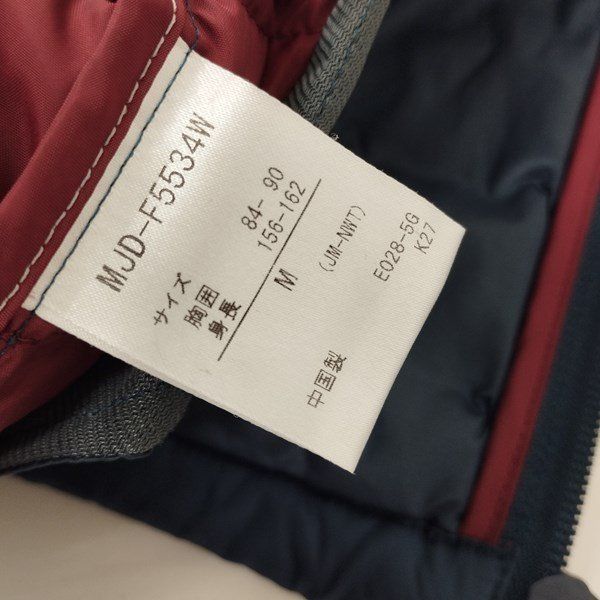 MJD-F5534W
サイズ
胸囲 84- 90
身長 156-162
M
(JM-NWT)
E028-5G
K27
中国製